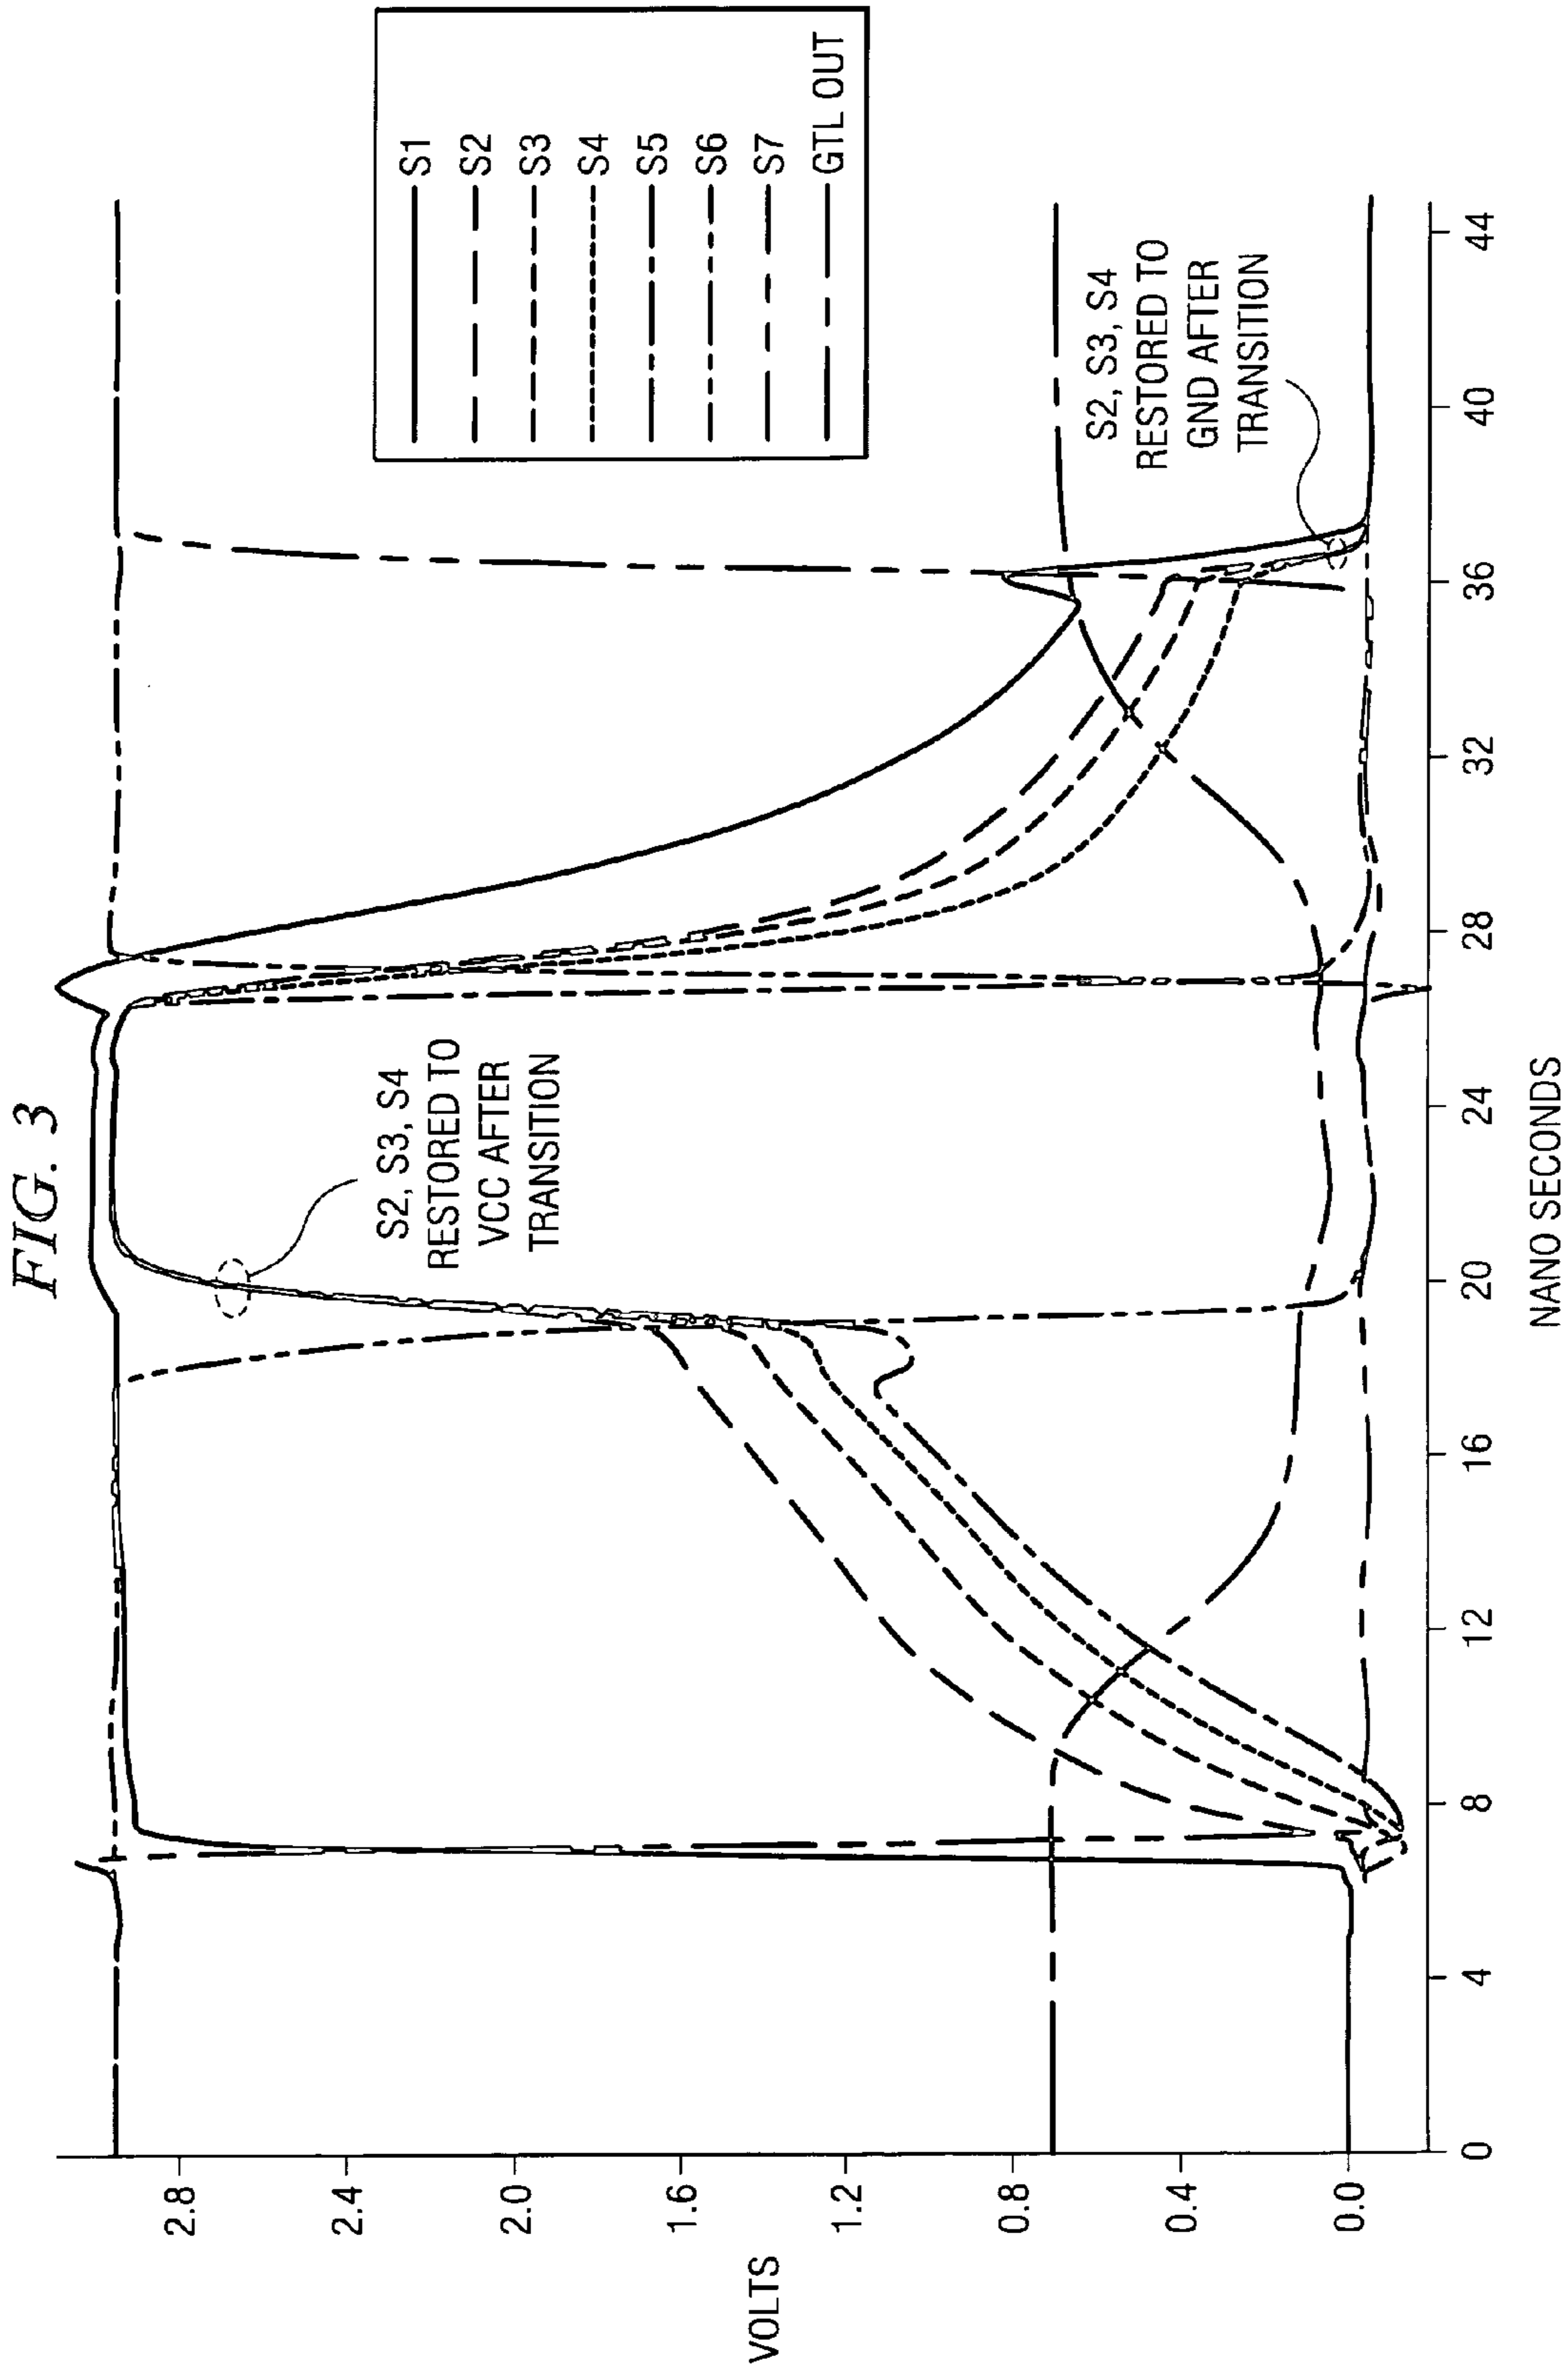 FIG. 3
S1
S2
S3
S4
S5
S6
S7
GTL OUT
S2, S3, S4
RESTORED TO
VCC AFTER
TRANSITION
S2, S3, S4
RESTORED TO
GND AFTER
TRANSITION
VOLTS
2.8
2.4
2.0
1.6
1.2
0.8
0.4
0.0
0
4
8
12
16
20
24
28
32
36
40
44
NANO SECONDS